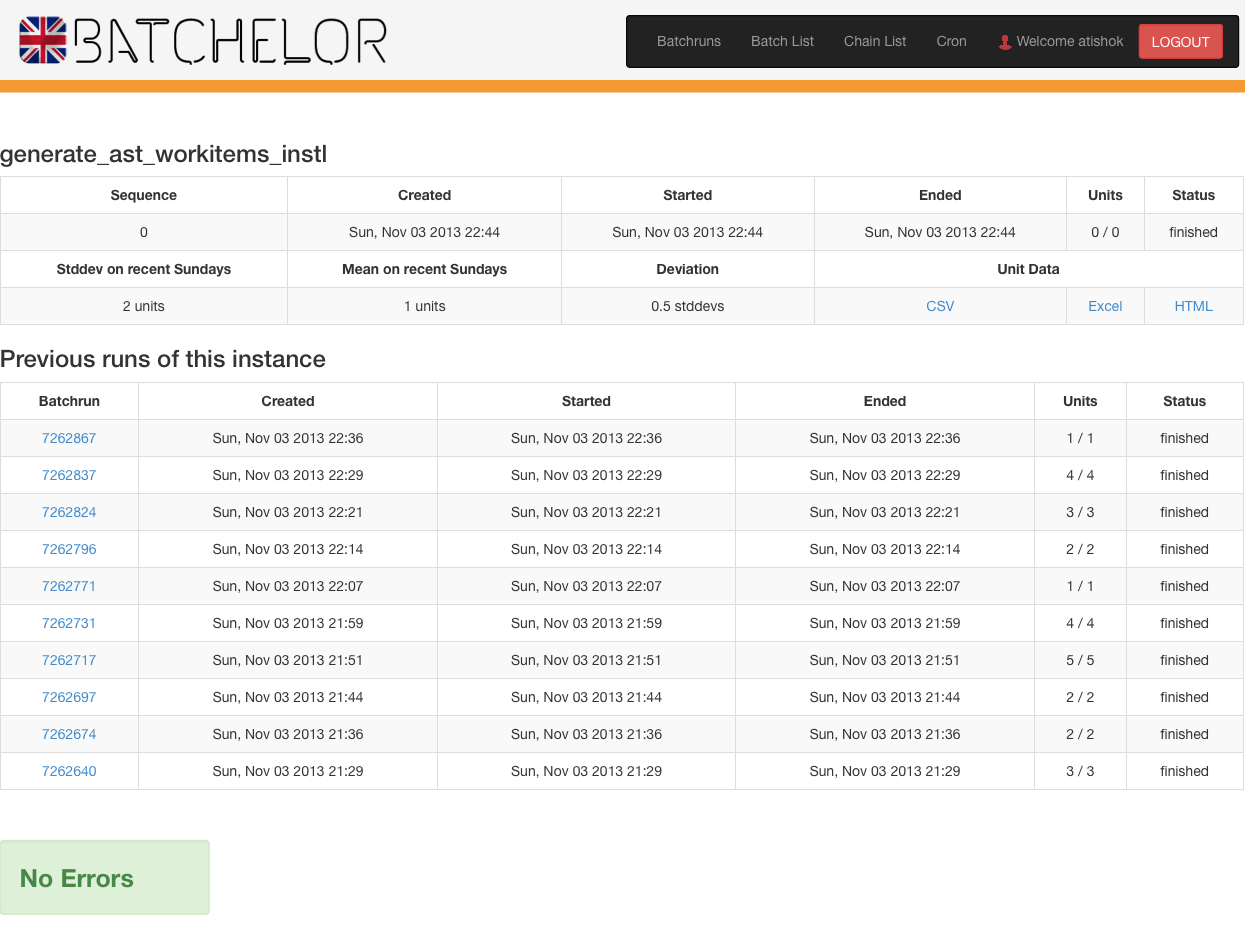 BATCHELOR
Batchruns Batch List Chain List Cron Welcome atishok LOGOUT
generate_ast_workitems_instl
Sequence Created Started Ended Units Status
0 Sun, Nov 03 2013 22:44 Sun, Nov 03 2013 22:44 Sun, Nov 03 2013 22:44 0 / 0 finished
Stddev on recent Sundays Mean on recent Sundays Deviation Unit Data
2 units 1 units 0.5 stddevs CSV Excel HTML
Previous runs of this instance
Batchrun Created Started Ended Units Status
7262867 Sun, Nov 03 2013 22:36 Sun, Nov 03 2013 22:36 Sun, Nov 03 2013 22:36 1 / 1 finished
7262837 Sun, Nov 03 2013 22:29 Sun, Nov 03 2013 22:29 Sun, Nov 03 2013 22:29 4 / 4 finished
7262824 Sun, Nov 03 2013 22:21 Sun, Nov 03 2013 22:21 Sun, Nov 03 2013 22:21 3 / 3 finished
7262796 Sun, Nov 03 2013 22:14 Sun, Nov 03 2013 22:14 Sun, Nov 03 2013 22:14 2 / 2 finished
7262771 Sun, Nov 03 2013 22:07 Sun, Nov 03 2013 22:07 Sun, Nov 03 2013 22:07 1 / 1 finished
7262731 Sun, Nov 03 2013 21:59 Sun, Nov 03 2013 21:59 Sun, Nov 03 2013 21:59 4 / 4 finished
7262717 Sun, Nov 03 2013 21:51 Sun, Nov 03 2013 21:51 Sun, Nov 03 2013 21:51 5 / 5 finished
7262697 Sun, Nov 03 2013 21:44 Sun, Nov 03 2013 21:44 Sun, Nov 03 2013 21:44 2 / 2 finished
7262674 Sun, Nov 03 2013 21:36 Sun, Nov 03 2013 21:36 Sun, Nov 03 2013 21:36 2 / 2 finished
7262640 Sun, Nov 03 2013 21:29 Sun, Nov 03 2013 21:29 Sun, Nov 03 2013 21:29 3 / 3 finished
No Errors